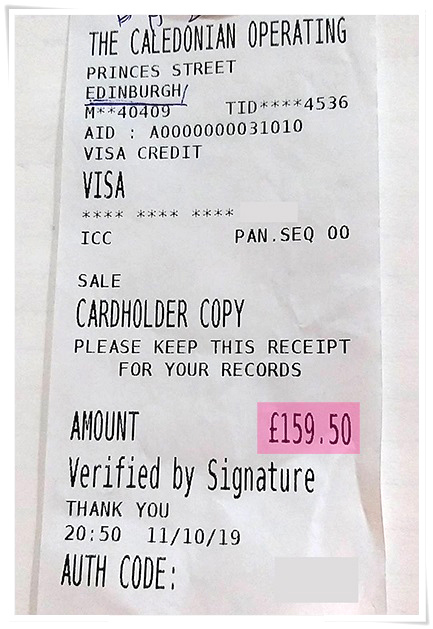 THE CALEDONIAN OPERATING
PRINCES STREET
EDINBURGH/
M**40409 TID****4536
AID : A0000000031010
VISA CREDIT
VISA
**** **** ****
ICC PAN.SEQ 00
SALE
CARDHOLDER COPY
PLEASE KEEP THIS RECEIPT
FOR YOUR RECORDS
AMOUNT £159.50
Verified by Signature
THANK YOU
20:50 11/10/19
AUTH CODE: